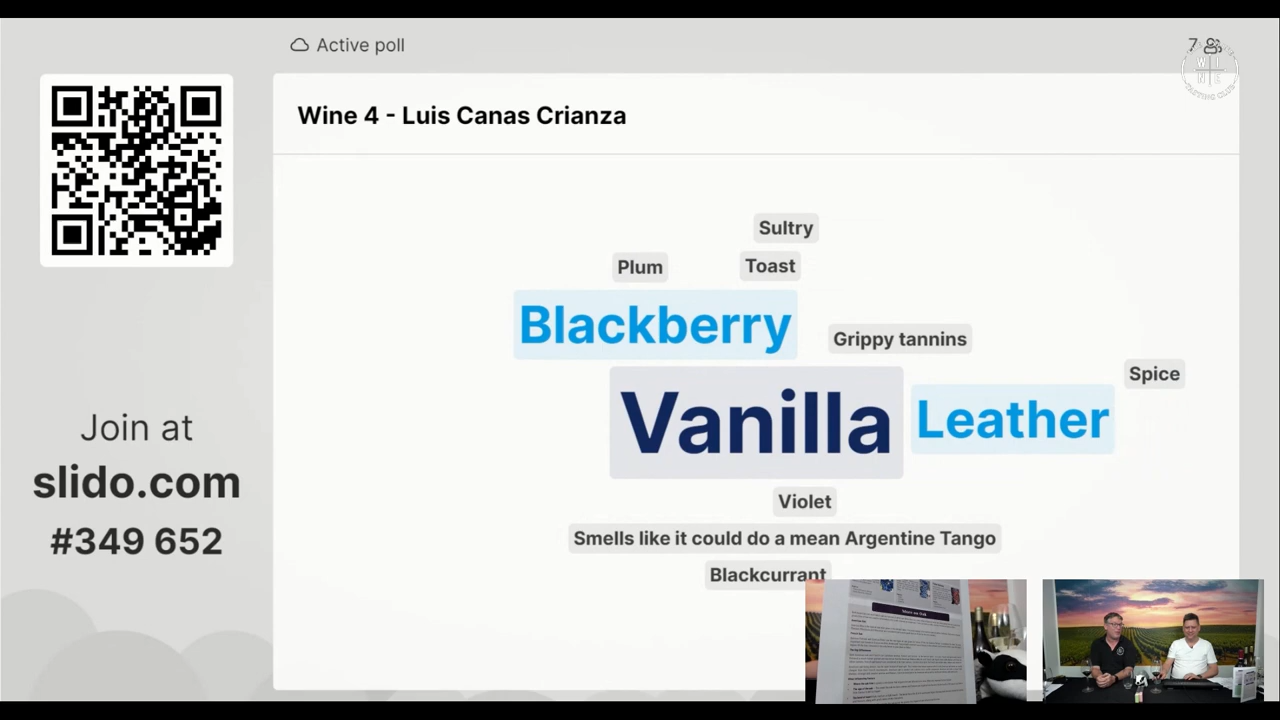 Active poll
7
Wine 4 - Luis Canas Crianza
Sultry
Plum
Toast
Blackberry
Grippy tannins
Spice
Vanilla
Leather
Join at
slido.com
#349 652
Violet
Smells like it could do a mean Argentine Tango
Blackcurrant